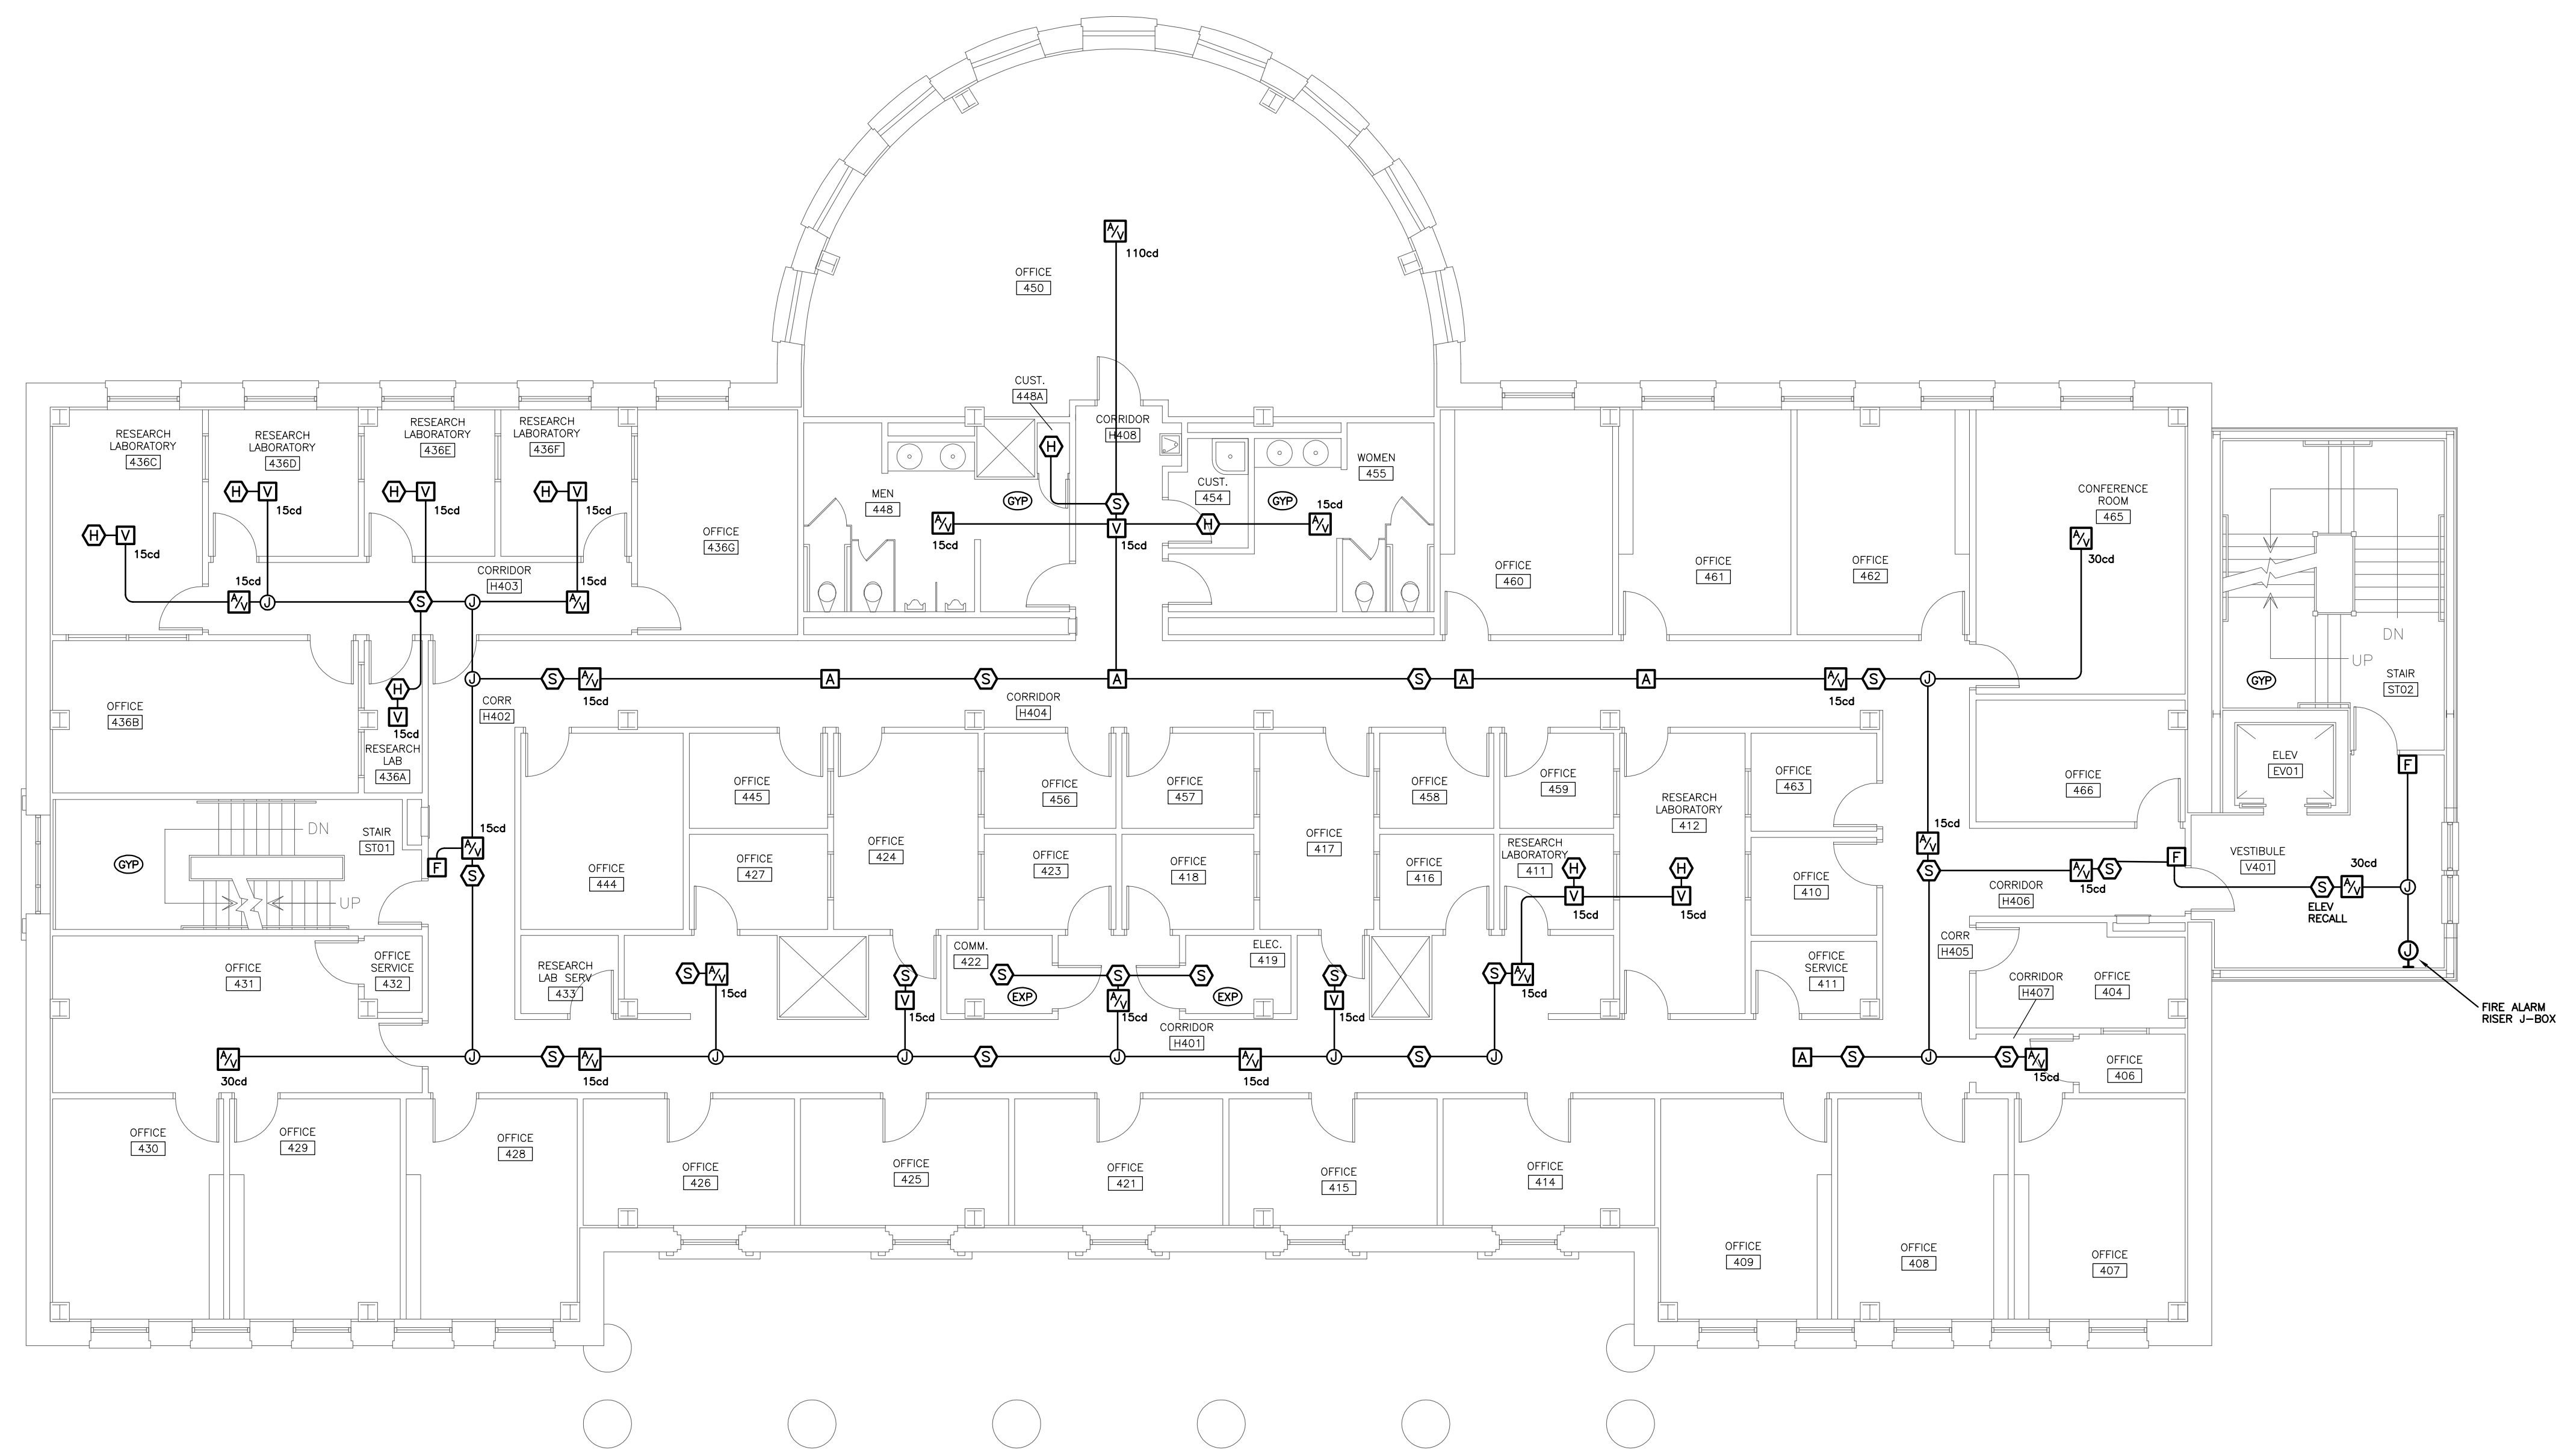 A/V
110cd
OFFICE
450
CUST.
448A
CORRIDOR
H408
RESEARCH
LABORATORY
436C
RESEARCH
LABORATORY
436D
RESEARCH
LABORATORY
436E
RESEARCH
LABORATORY
436F
OFFICE
436G
H V
15cd
H V
15cd
H V
15cd
H V
15cd
H
MEN
448
GYP
S
V
15cd
A/V
15cd
CUST.
454
H
GYP
WOMEN
455
15cd
A/V
OFFICE
460
OFFICE
461
OFFICE
462
CONFERENCE
ROOM
465
A/V
30cd
15cd
A/V J
S
J
CORRIDOR
H403
15cd
A/V
DN
UP
STAIR
ST02
GYP
OFFICE
436B
H
V
15cd
RESEARCH
LAB
436A
J
CORR
H402
S A/V
15cd
A
S
CORRIDOR
H404
A
S A
A
A/V S
15cd
J
ELEV
EV01
F
OFFICE
445
OFFICE
456
OFFICE
457
OFFICE
458
OFFICE
459
RESEARCH
LABORATORY
412
OFFICE
463
OFFICE
466
DN
STAIR
ST01
GYP
UP
15cd
A/V
F
S
OFFICE
444
OFFICE
427
OFFICE
424
OFFICE
423
OFFICE
418
OFFICE
417
OFFICE
416
RESEARCH
LABORATORY
411
H
V
15cd
H
V
15cd
OFFICE
410
15cd
A/V
S
A/V S
15cd
F
CORRIDOR
H406
VESTIBULE
V401
30cd
S A/V
J
ELEV
RECALL
J
FIRE ALARM
RISER J-BOX
OFFICE
431
OFFICE
SERVICE
432
RESEARCH
LAB SERV
433
S A/V
15cd
S
V
15cd
COMM.
422
S
EXP
S
A/V
15cd
S
ELEC.
419
EXP
S
V
15cd
S A/V
15cd
OFFICE
SERVICE
411
CORR
H405
CORRIDOR
H407
OFFICE
404
A/V
30cd
J
S A/V
15cd
J
J
S
J
CORRIDOR
H401
A/V
15cd
J
S
J
A
S
J
S A/V
15cd
OFFICE
406
OFFICE
430
OFFICE
429
OFFICE
428
OFFICE
426
OFFICE
425
OFFICE
421
OFFICE
415
OFFICE
414
OFFICE
409
OFFICE
408
OFFICE
407